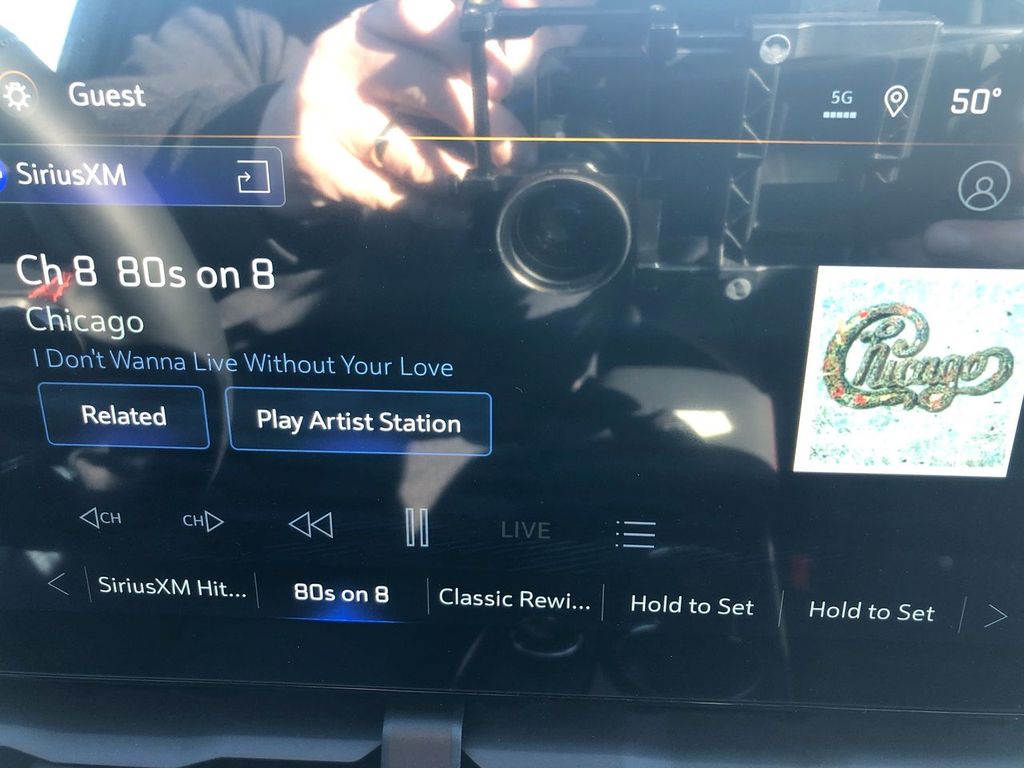 Guest
5G
50°
SiriusXM
Ch 8 80s on 8
Chicago
I Don't Wanna Live Without Your Love
Related
Play Artist Station
Chicago
CH
CH
LIVE
SiriusXM Hit...
80s on 8
Classic Rewi...
Hold to Set
Hold to Set